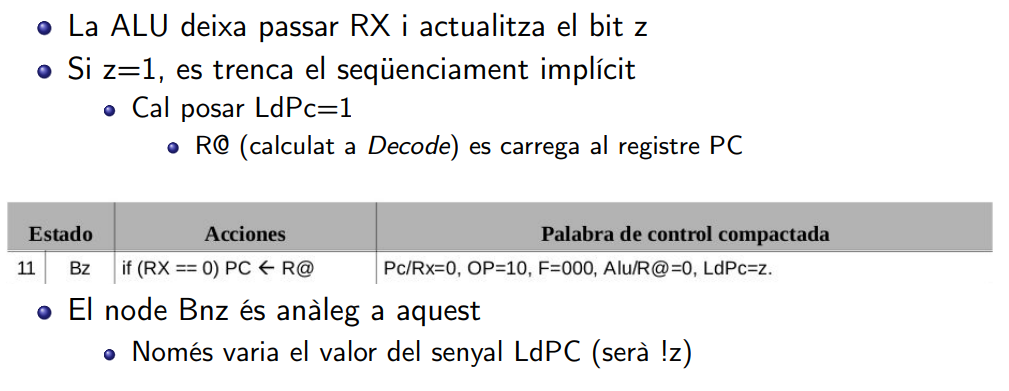 La ALU deixa passar RX i actualitza el bit z
Si z=1, es trenca el seqüenciament implícit
Cal posar LdPc=1
R@ (calculat a Decode) es carrega al registre PC
Estado Acciones Palabra de control compactada
11 Bz if (RX == 0) PC ← R@ Pc/Rx=0, OP=10, F=000, Alu/R@=0, LdPc=z.
El node Bnz és anàleg a aquest
Només varia el valor del senyal LdPC (serà !z)